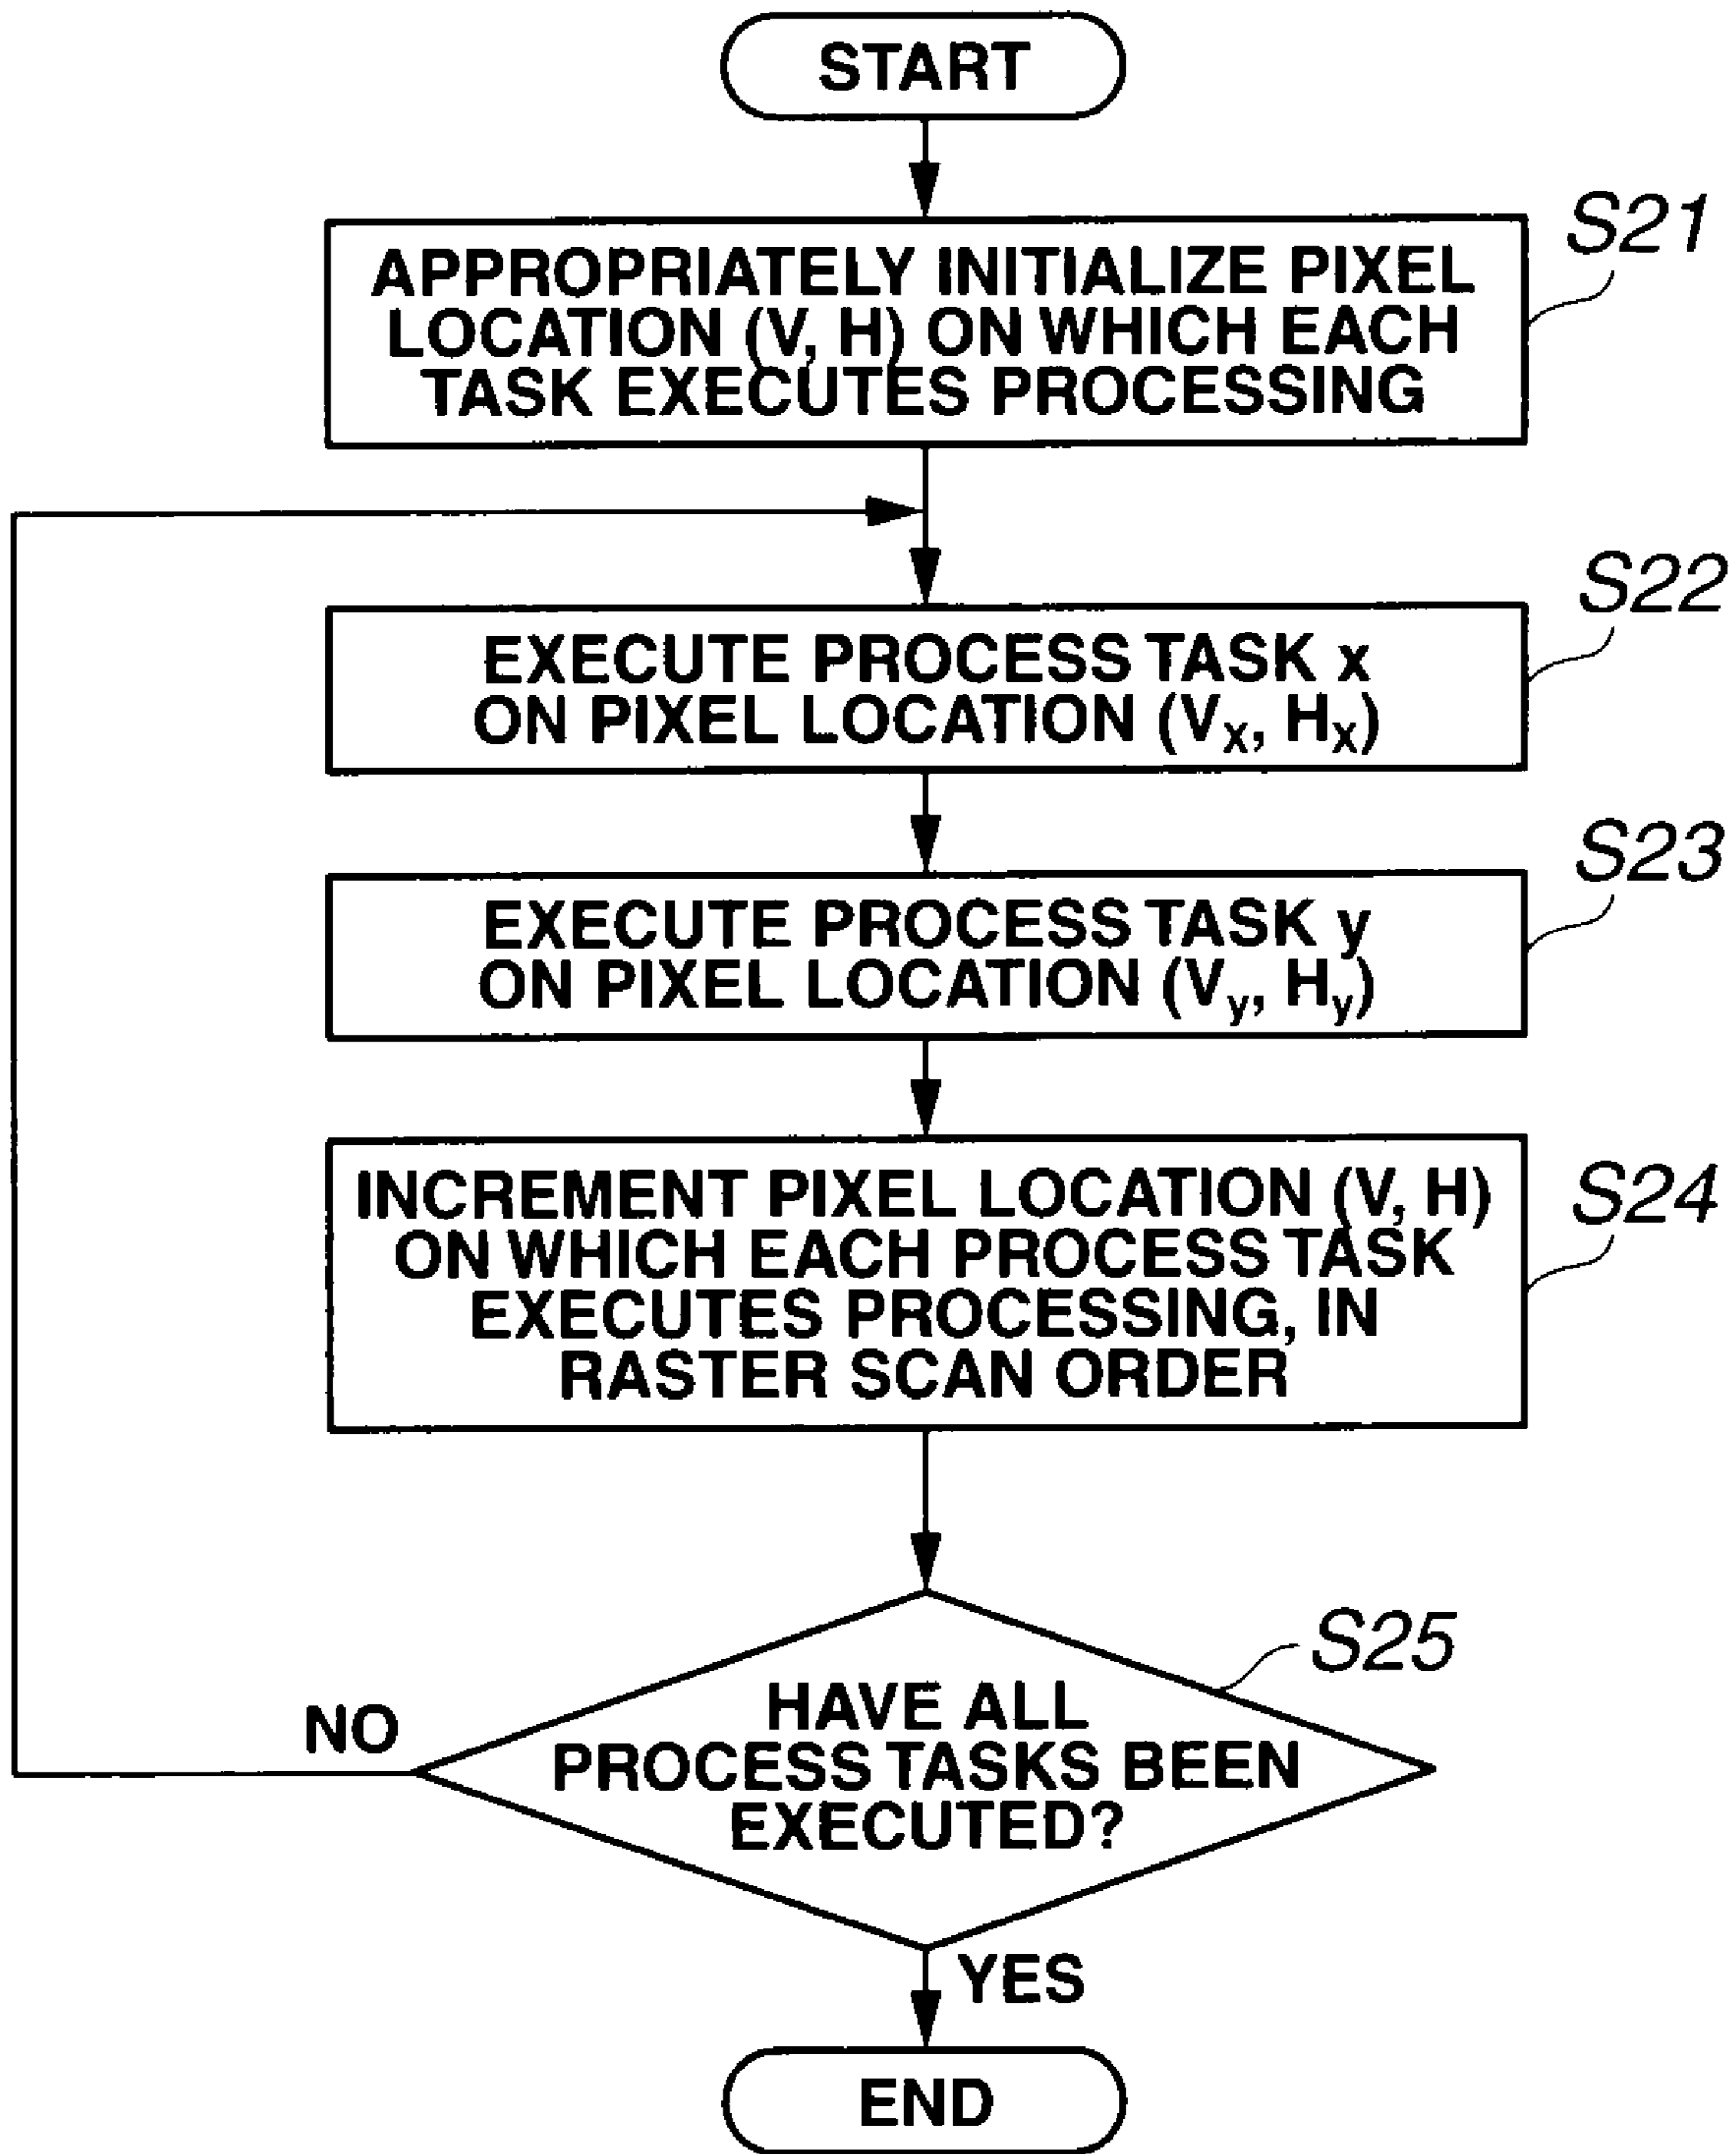 START
S21
APPROPRIATELY INITIALIZE PIXEL
LOCATION (V, H) ON WHICH EACH
TASK EXECUTES PROCESSING
S22
EXECUTE PROCESS TASK x
ON PIXEL LOCATION (Vx, Hx)
S23
EXECUTE PROCESS TASK y
ON PIXEL LOCATION (Vy, Hy)
S24
INCREMENT PIXEL LOCATION (V, H)
ON WHICH EACH PROCESS TASK
EXECUTES PROCESSING, IN
RASTER SCAN ORDER
S25
HAVE ALL
PROCESS TASKS BEEN
EXECUTED?
NO
YES
END